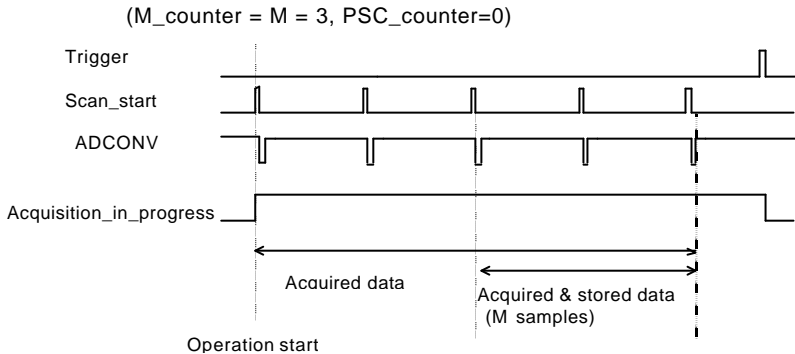 (M_counter = M = 3, PSC_counter=0)
Trigger
Scan_start
ADCONV
Acquisition_in_progress
Acquired data
Acquired & stored data
(M samples)
Operation start